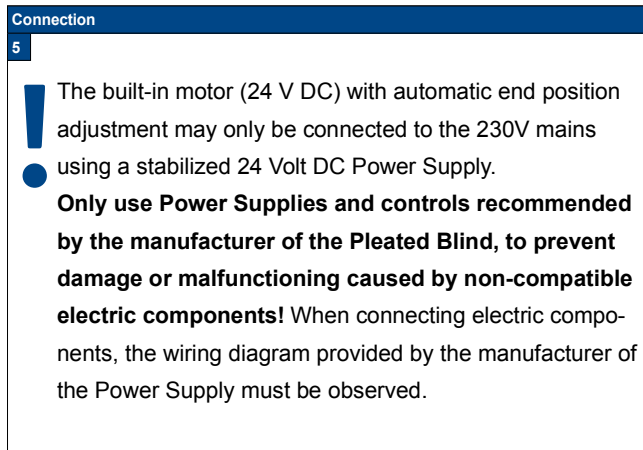 Connection
5
The built-in motor (24 V DC) with automatic end position
adjustment may only be connected to the 230V mains
using a stabilized 24 Volt DC Power Supply.
Only use Power Supplies and controls recommended
by the manufacturer of the Pleated Blind, to prevent
damage or malfunctioning caused by non-compatible
electric components! When connecting electric compo-
nents, the wiring diagram provided by the manufacturer of
the Power Supply must be observed.